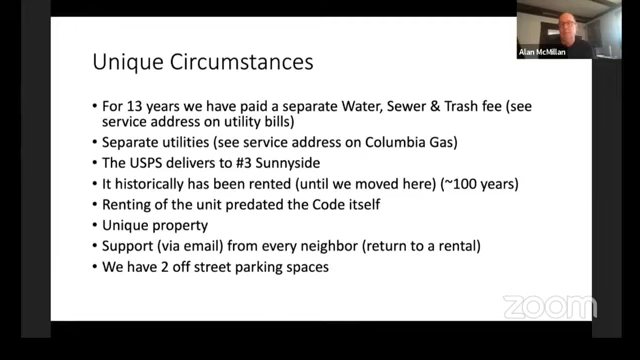 Alan McMillan
Unique Circumstances
• For 13 years we have paid a separate Water, Sewer & Trash fee (see
service address on utility bills)
• Separate utilities (see service address on Columbia Gas)
• The USPS delivers to #3 Sunnyside
• It historically has been rented (until we moved here) (~100 years)
• Renting of the unit predated the Code itself
• Unique property
• Support (via email) from every neighbor (return to a rental)
• We have 2 off street parking spaces
zoom